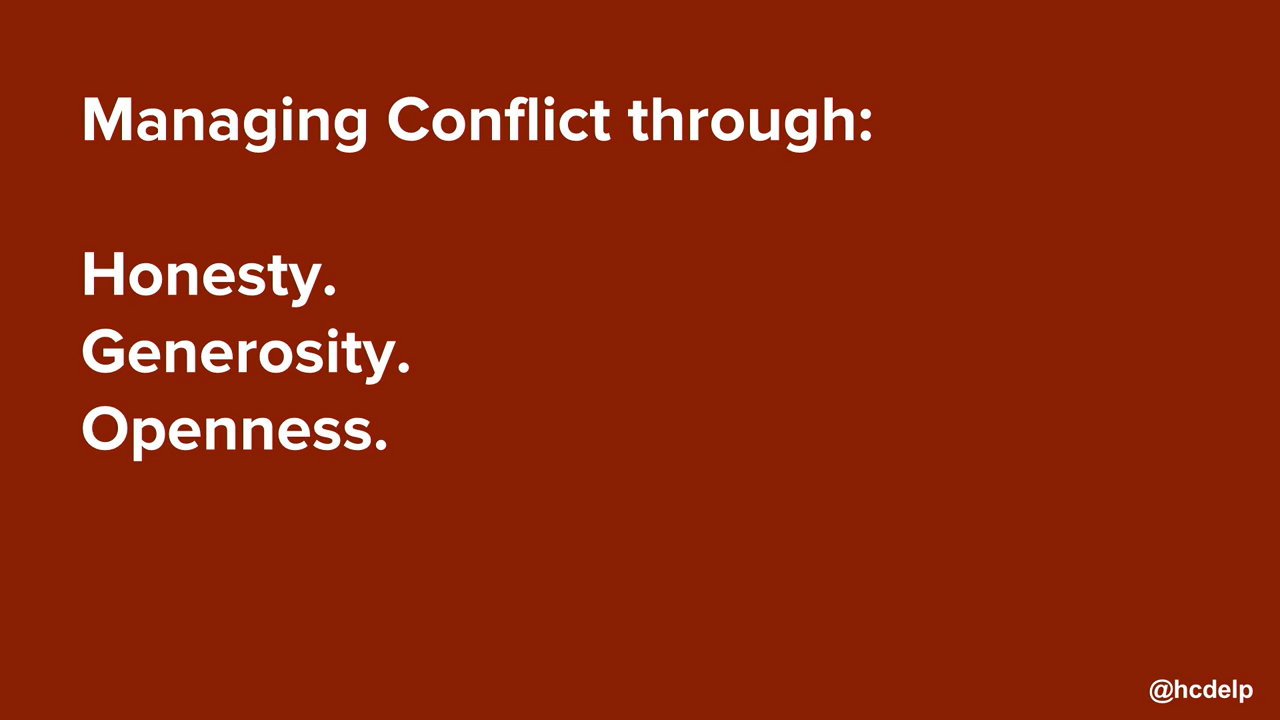 Managing Conflict through:
Honesty.
Generosity.
Openness.
@hcdelp